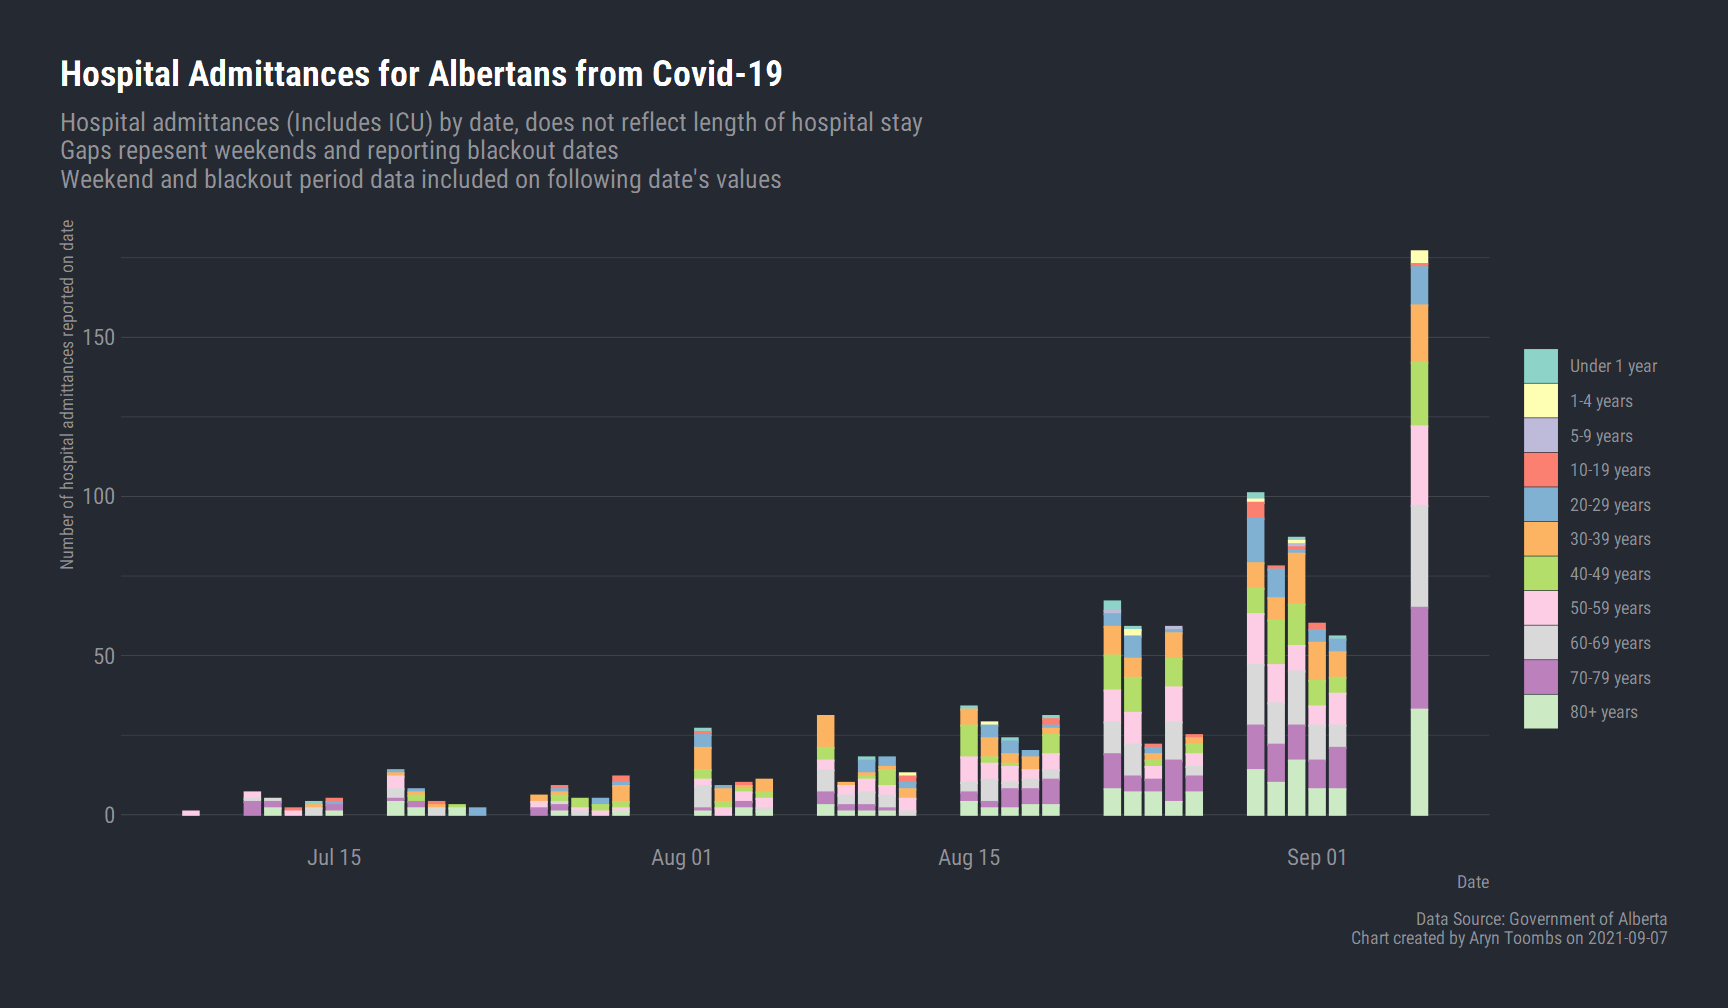 Hospital Admittances for Albertans from Covid-19
Hospital admittances (Includes ICU) by date, does not reflect length of hospital stay
Gaps repesent weekends and reporting blackout dates
Weekend and blackout period data included on following date's values
Number of hospital admittances reported on date
150
100
50
0
Jul 15
Aug 01
Aug 15
Sep 01
Date
Under 1 year
1-4 years
5-9 years
10-19 years
20-29 years
30-39 years
40-49 years
50-59 years
60-69 years
70-79 years
80+ years
Data Source: Government of Alberta
Chart created by Aryn Toombs on 2021-09-07